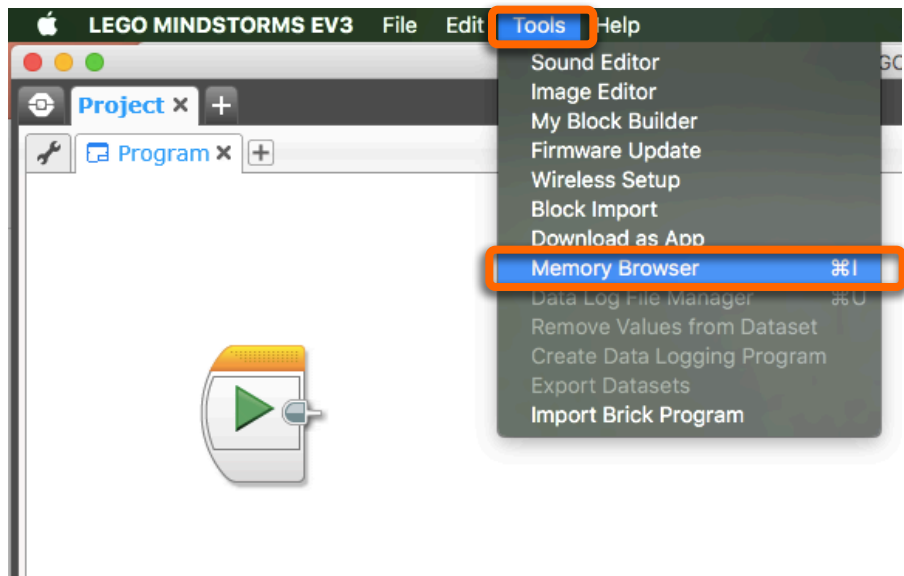 LEGO MINDSTORMS EV3 File Edit Tools Help
Project
Program
Sound Editor
Image Editor
My Block Builder
Firmware Update
Wireless Setup
Block Import
Download as App
Memory Browser ⌘I
Data Log File Manager ⌘U
Remove Values from Dataset
Create Data Logging Program
Export Datasets
Import Brick Program